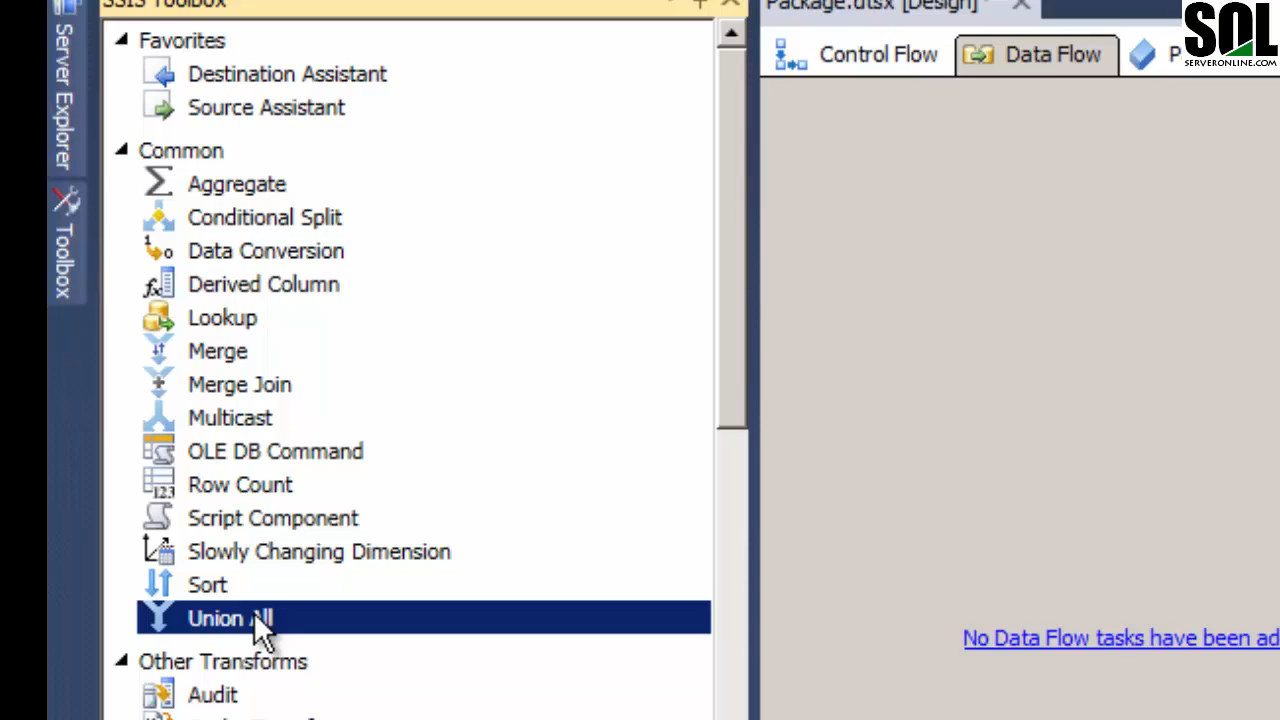 SSIS Toolbox
Package.dtsx [Design]*
SQL
SERVERONLINE.COM
Server Explorer
Toolbox
Control Flow
Data Flow
P
Favorites
Destination Assistant
Source Assistant
Common
Aggregate
Conditional Split
Data Conversion
Derived Column
Lookup
Merge
Merge Join
Multicast
OLE DB Command
Row Count
Script Component
Slowly Changing Dimension
Sort
Union All
Other Transforms
Audit
No Data Flow tasks have been ad